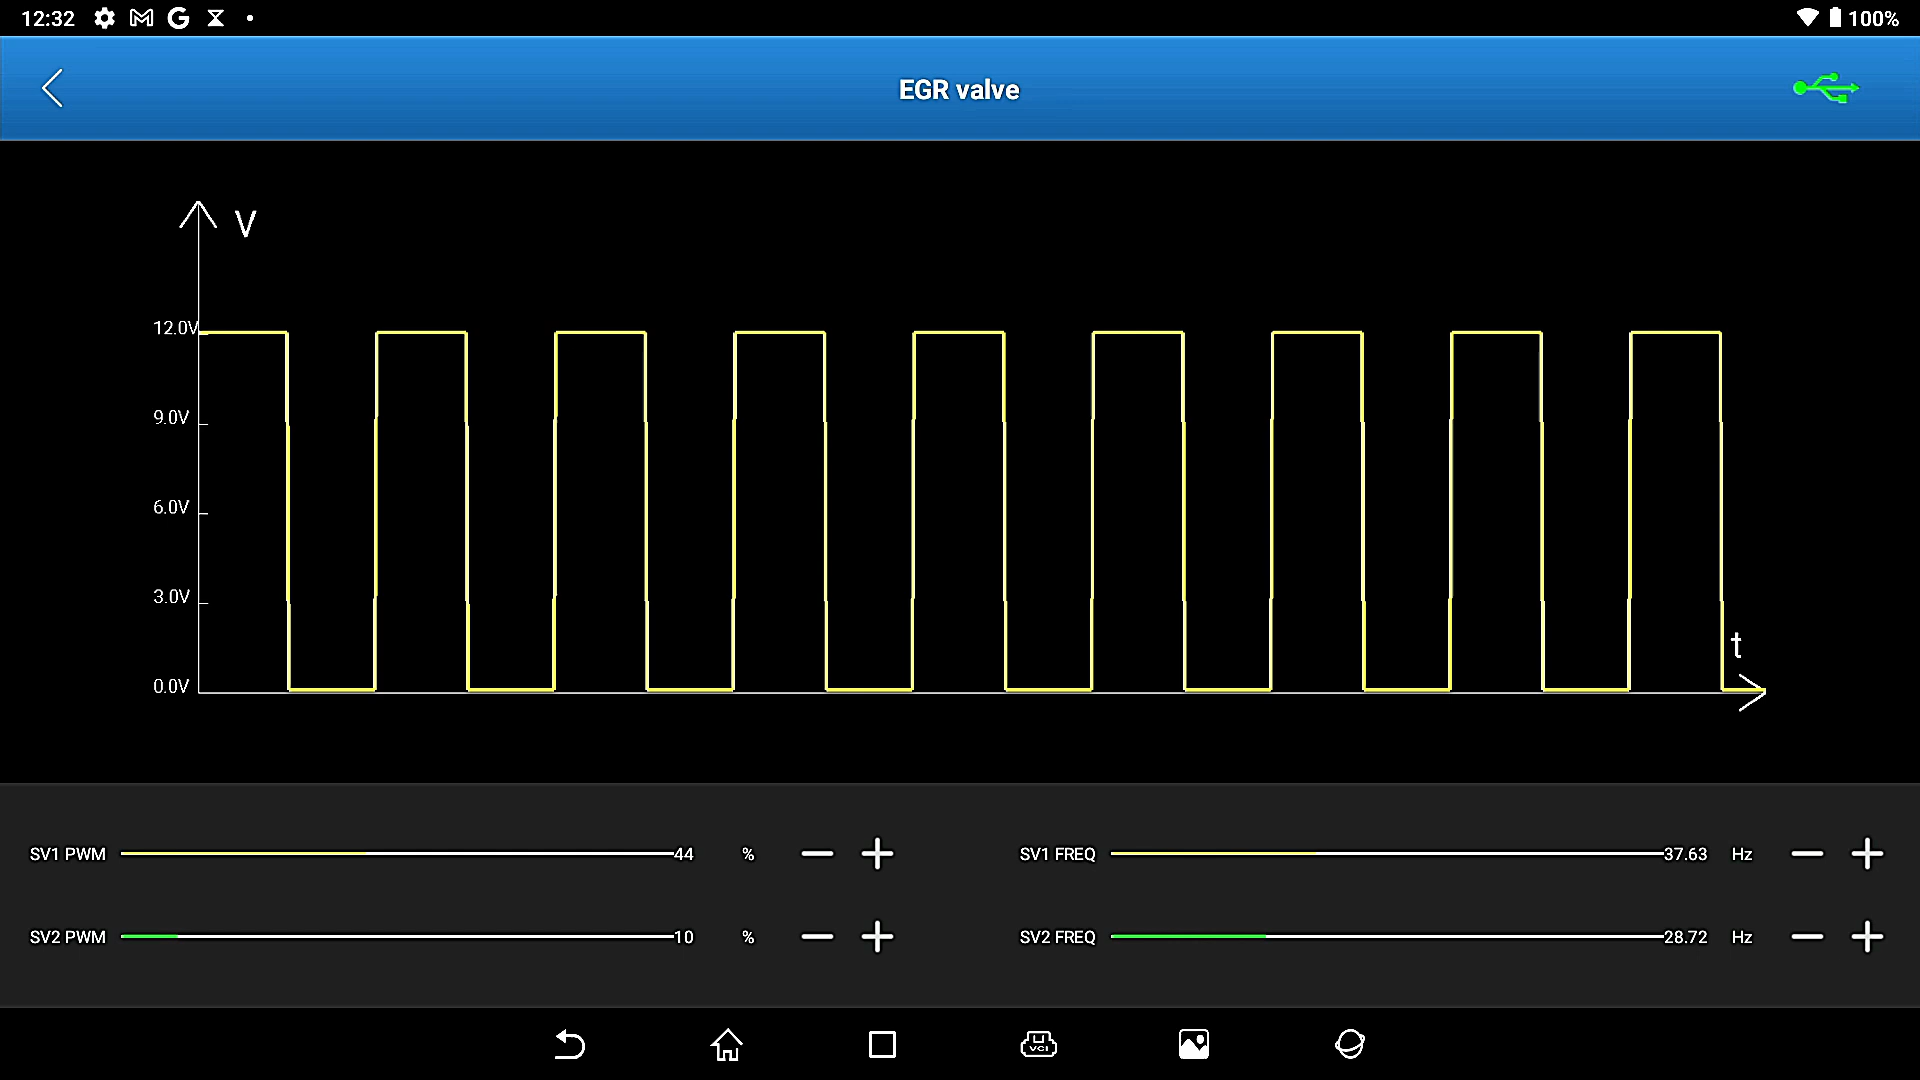 12:32 100%
EGR valve
V
12.0V
9.0V
6.0V
3.0V
t
0.0V
SV1 PWM 44 % SV1 FREQ 37.63 Hz
SV2 PWM 10 % SV2 FREQ 28.72 Hz
VCI